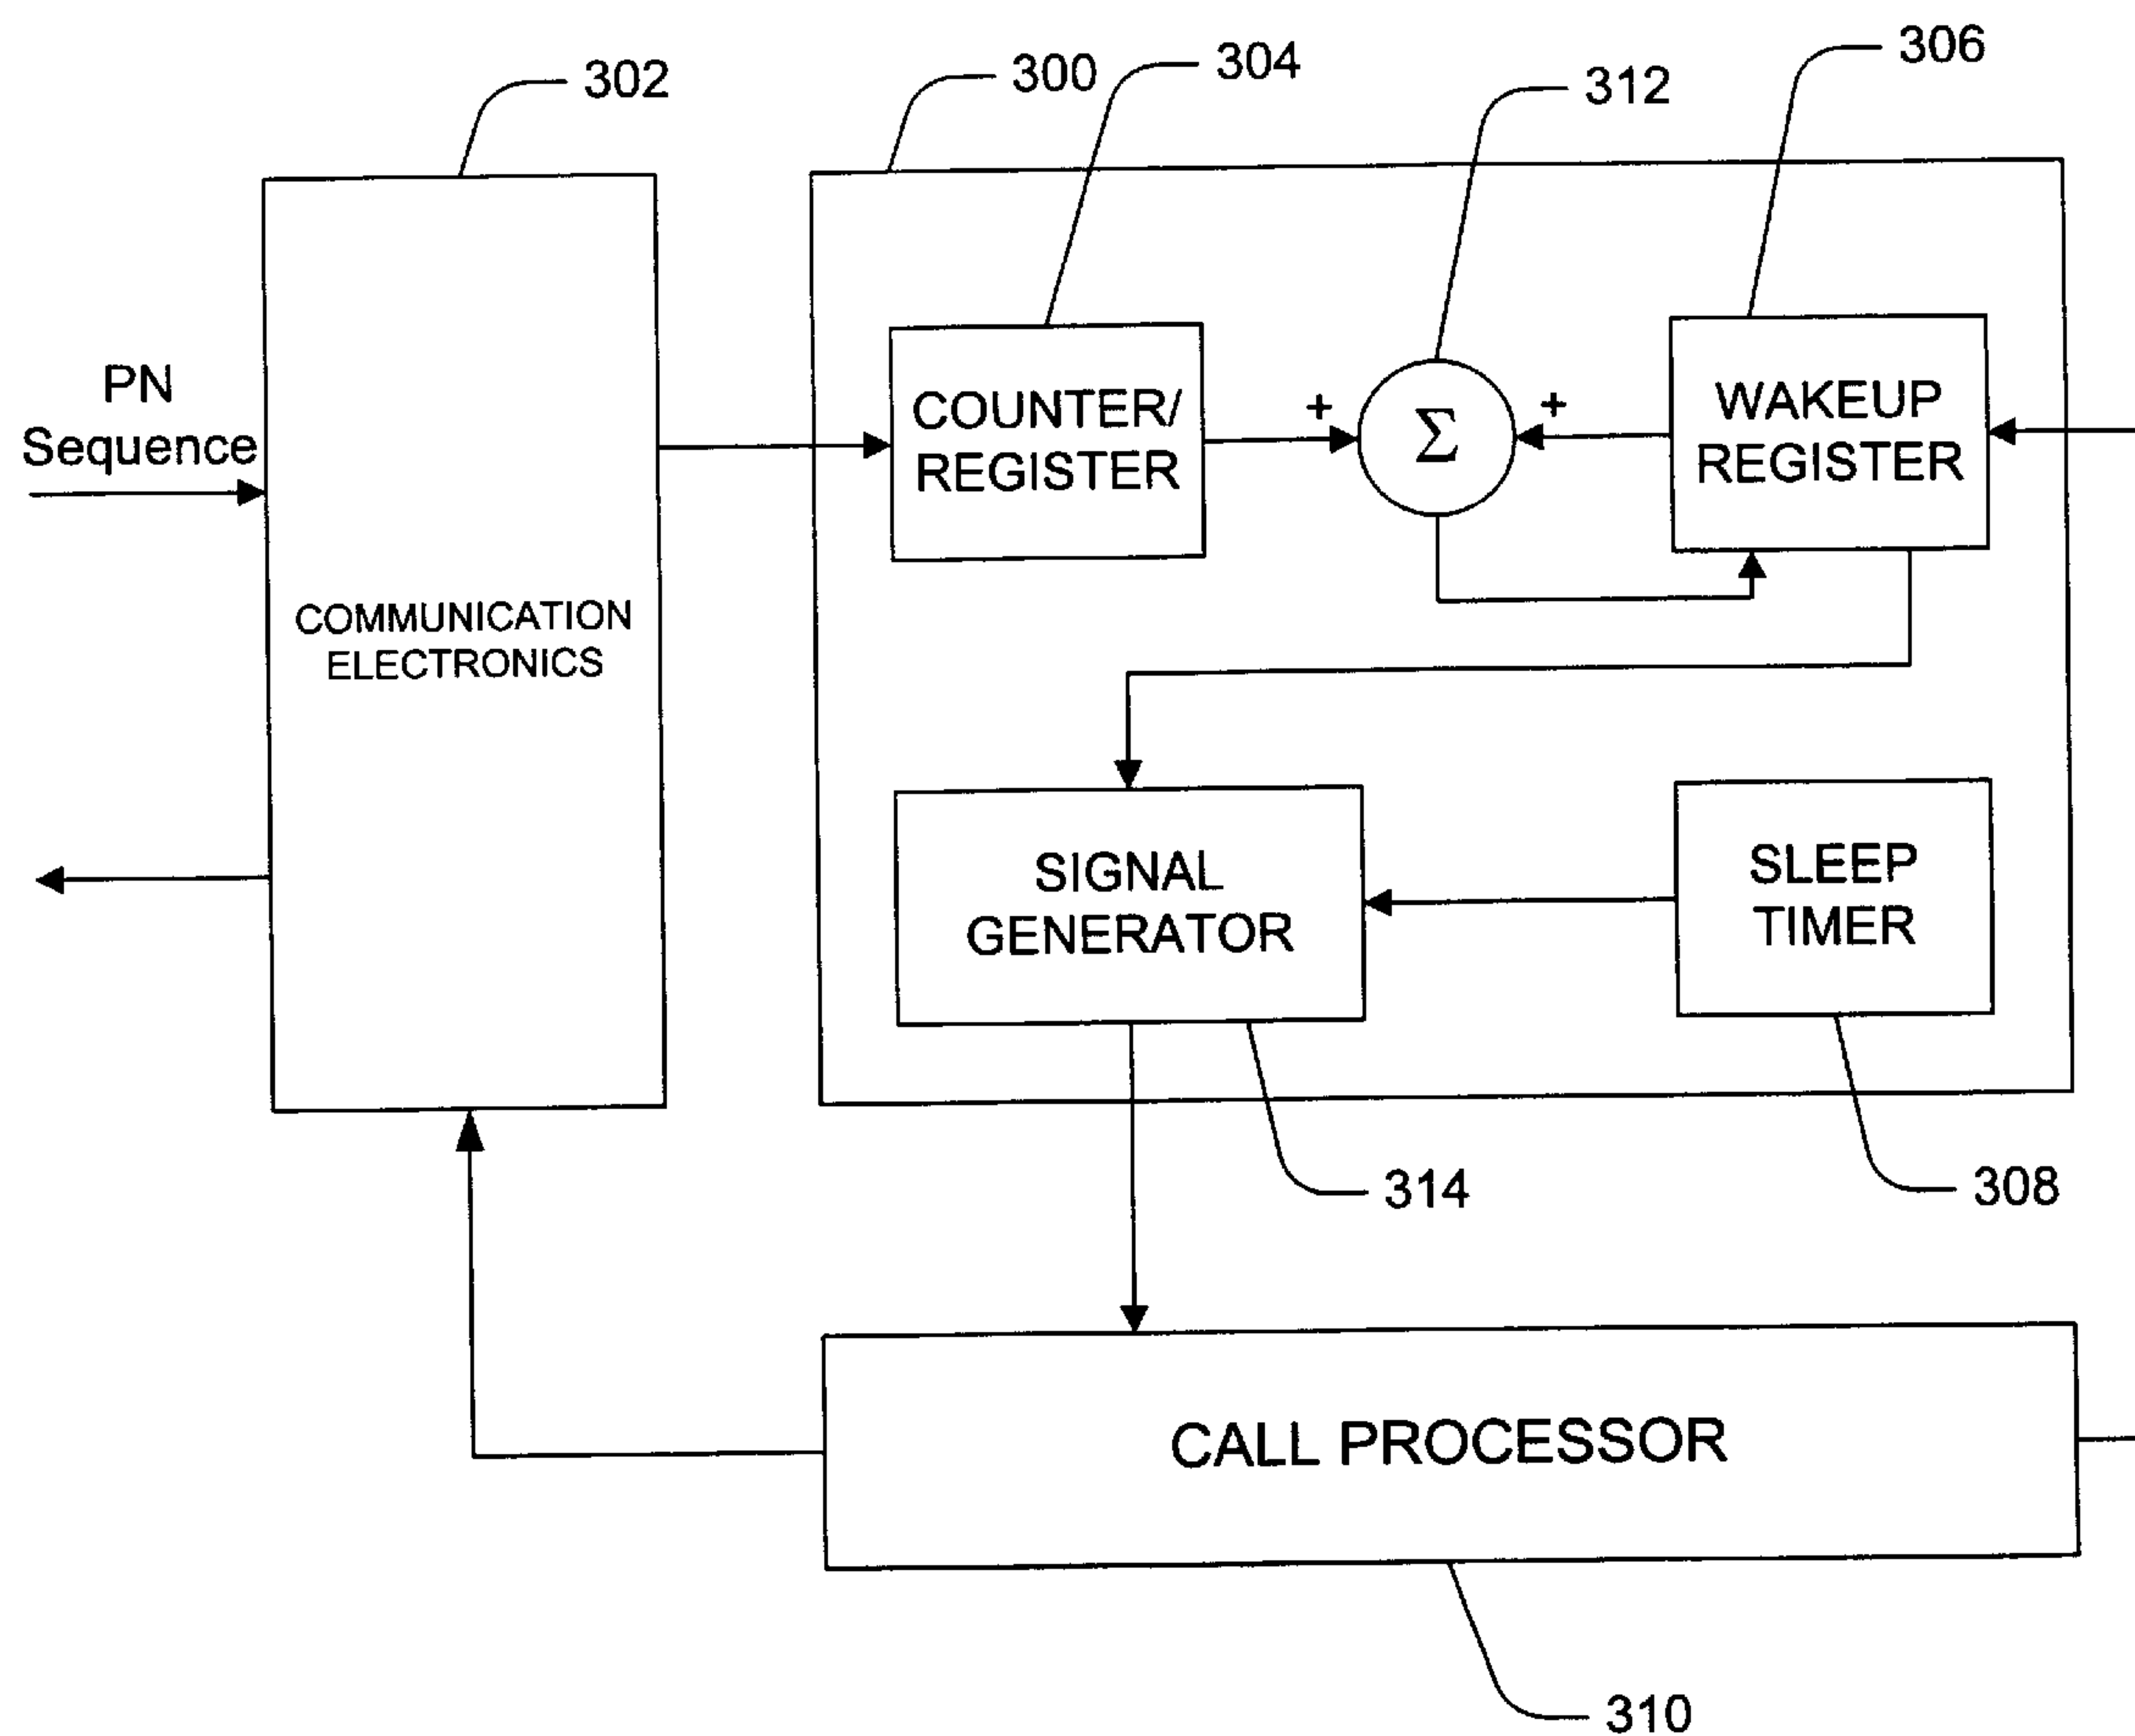 302
300
304
312
306
PN
Sequence
COMMUNICATION
ELECTRONICS
COUNTER/
REGISTER
+
Σ
+
WAKEUP
REGISTER
SIGNAL
GENERATOR
SLEEP
TIMER
314
308
CALL PROCESSOR
310